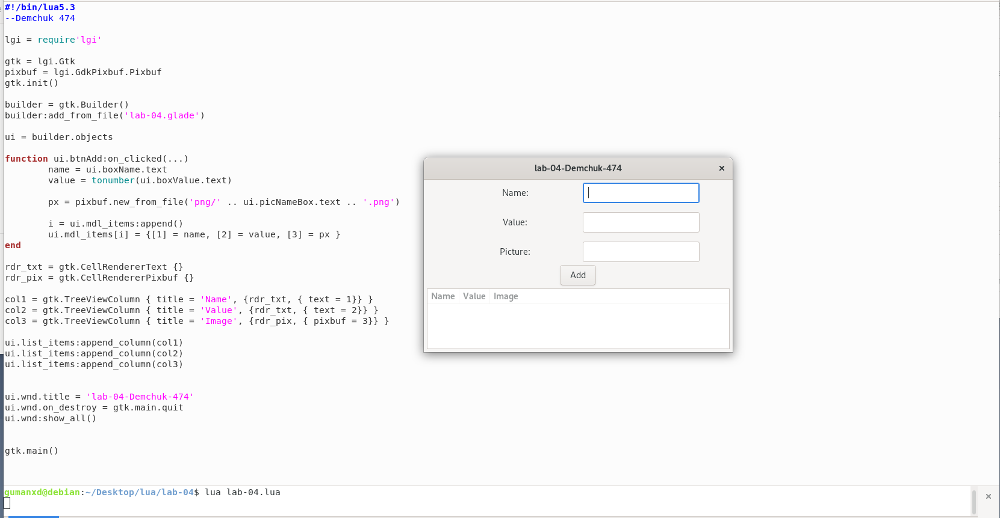 #!/bin/lua5.3
--Demchuk 474
lgi = require'lgi'
gtk = lgi.Gtk
pixbuf = lgi.GdkPixbuf.Pixbuf
gtk.init()
builder = gtk.Builder()
builder:add_from_file('lab-04.glade')
ui = builder.objects
function ui.btnAdd:on_clicked(...)
        name = ui.boxName.text
        value = tonumber(ui.boxValue.text)
        px = pixbuf.new_from_file('png/' .. ui.picNameBox.text .. '.png')
        i = ui.mdl_items:append()
        ui.mdl_items[i] = {[1] = name, [2] = value, [3] = px }
end
rdr_txt = gtk.CellRendererText {}
rdr_pix = gtk.CellRendererPixbuf {}
col1 = gtk.TreeViewColumn { title = 'Name', {rdr_txt, { text = 1}} }
col2 = gtk.TreeViewColumn { title = 'Value', {rdr_txt, { text = 2}} }
col3 = gtk.TreeViewColumn { title = 'Image', {rdr_pix, { pixbuf = 3}} }
ui.list_items:append_column(col1)
ui.list_items:append_column(col2)
ui.list_items:append_column(col3)
ui.wnd.title = 'lab-04-Demchuk-474'
ui.wnd.on_destroy = gtk.main.quit
ui.wnd:show_all()
gtk.main()
lab-04-Demchuk-474
Name:
Value:
Picture:
Add
Name Value Image
gumanxd@debian:~/Desktop/lua/lab-04$ lua lab-04.lua